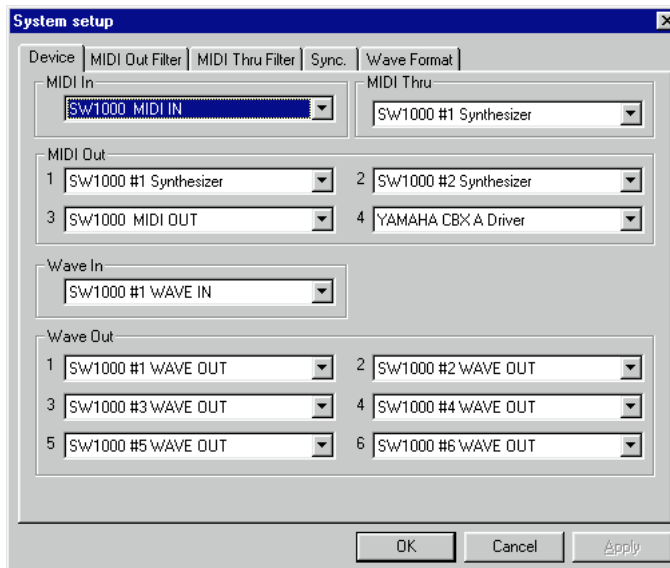 System setup
Device MIDI Out Filter MIDI Thru Filter Sync. Wave Format
MIDI In
SW1000 MIDI IN
MIDI Thru
SW1000 #1 Synthesizer
MIDI Out
1 SW1000 #1 Synthesizer
2 SW1000 #2 Synthesizer
3 SW1000 MIDI OUT
4 YAMAHA CBX A Driver
Wave In
SW1000 #1 WAVE IN
Wave Out
1 SW1000 #1 WAVE OUT
2 SW1000 #2 WAVE OUT
3 SW1000 #3 WAVE OUT
4 SW1000 #4 WAVE OUT
5 SW1000 #5 WAVE OUT
6 SW1000 #6 WAVE OUT
OK Cancel Apply